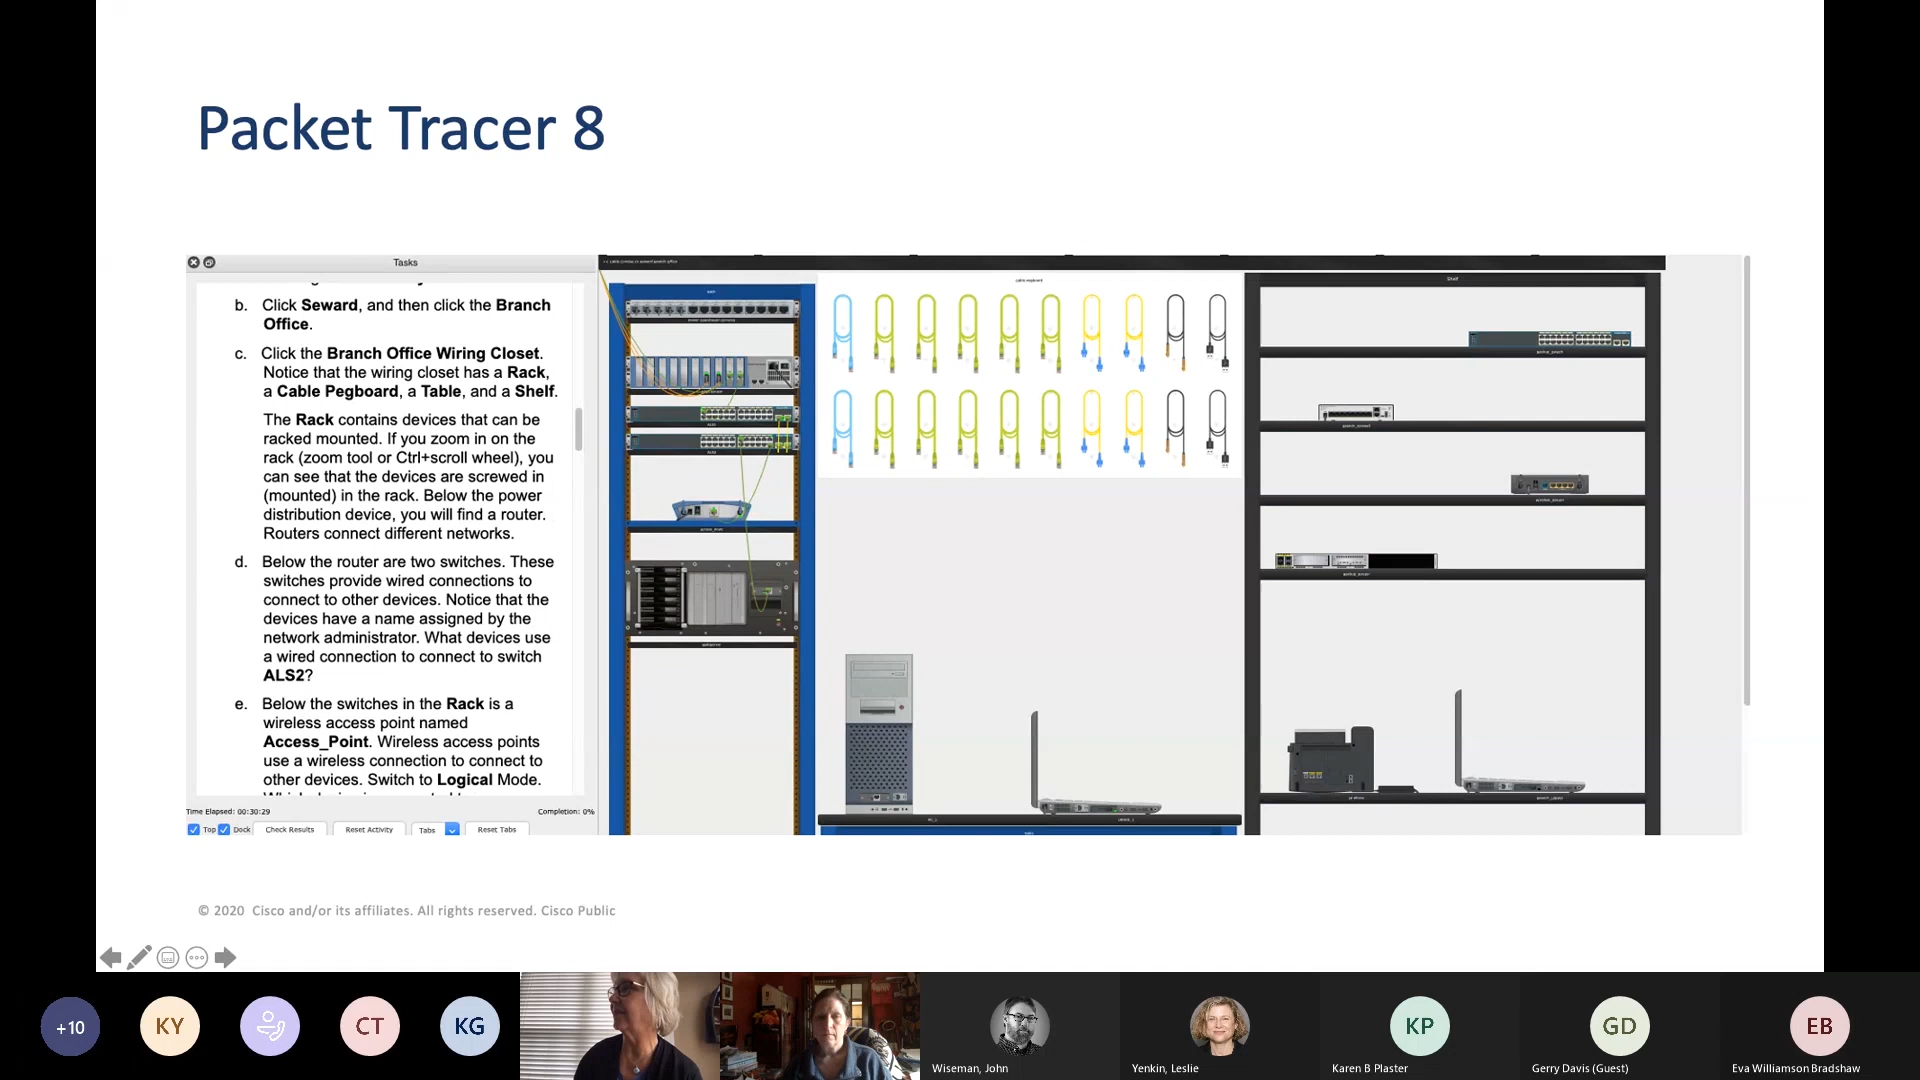 Packet Tracer 8
Tasks
b. Click Seward, and then click the Branch
Office.
c. Click the Branch Office Wiring Closet.
Notice that the wiring closet has a Rack,
a Cable Pegboard, a Table, and a Shelf.
The Rack contains devices that can be
racked mounted. If you zoom in on the
rack (zoom tool or Ctrl+scroll wheel), you
can see that the devices are screwed in
(mounted) in the rack. Below the power
distribution device, you will find a router.
Routers connect different networks.
d. Below the router are two switches. These
switches provide wired connections to
connect to other devices. Notice that the
devices have a name assigned by the
network administrator. What devices use
a wired connection to connect to switch
ALS2?
e. Below the switches in the Rack is a
wireless access point named
Access_Point. Wireless access points
use a wireless connection to connect to
other devices. Switch to Logical Mode.
Time Elapsed: 00:30:29
Completion: 0%
Top Dock Check Results Reset Activity Tabs Reset Tabs
Shelf
© 2020 Cisco and/or its affiliates. All rights reserved. Cisco Public
+10
KY
CT
KG
KP
GD
EB
Wiseman, John
Yenkin, Leslie
Karen B Plaster
Gerry Davis (Guest)
Eva Williamson Bradshaw